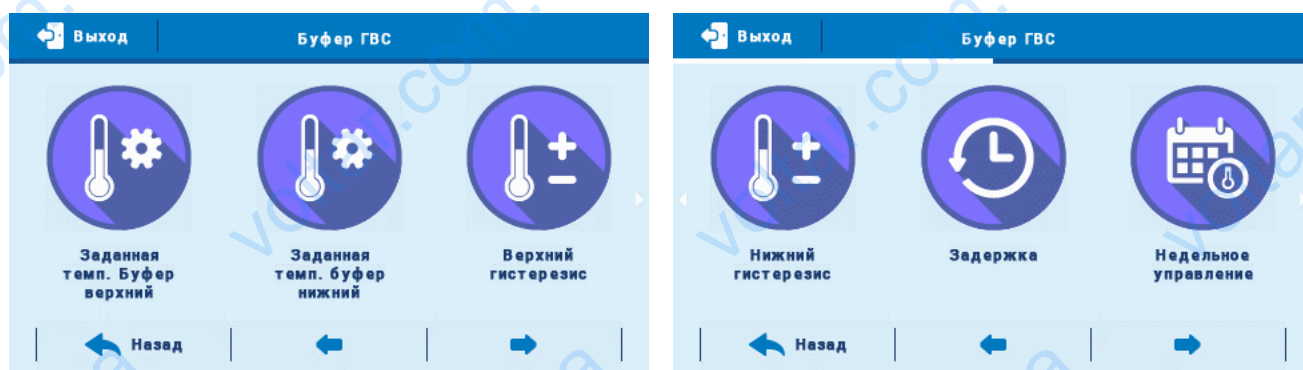 Выход
Буфер ГВС
Заданная
темп. Буфер
верхний
Заданная
темп. буфер
нижний
Верхний
гистерезис
Назад
Выход
Буфер ГВС
Нижний
гистерезис
Задержка
Недельное
управление
Назад